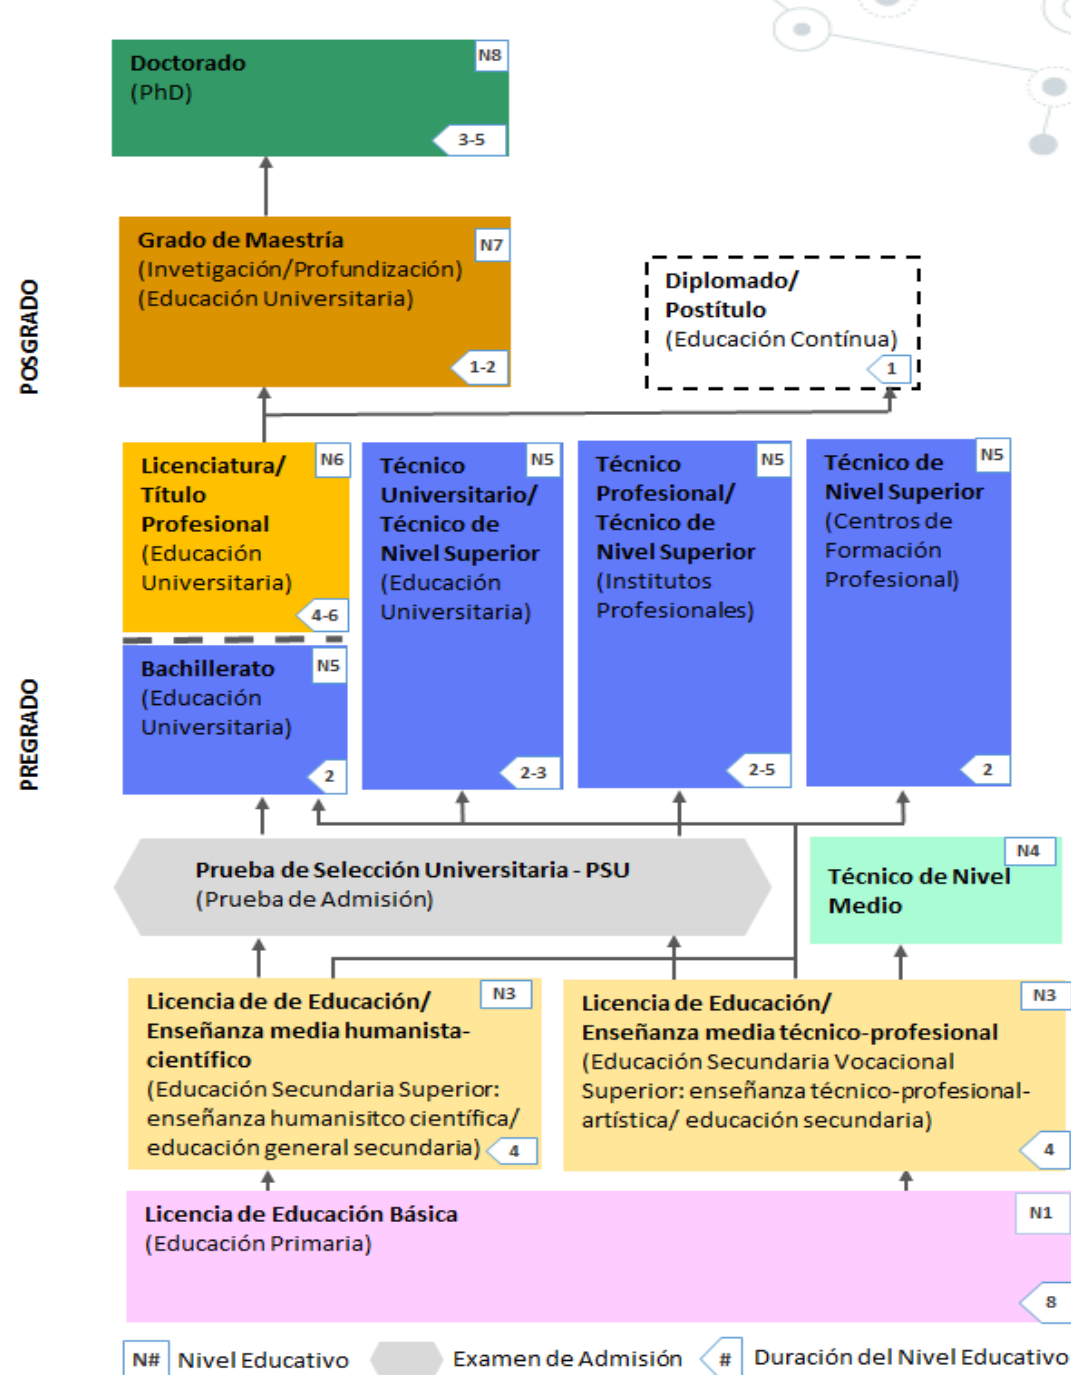 Doctorado
(PhD)
N8
3-5
POSGRADO
Grado de Maestría
(Invetigación/Profundización)
(Educación Universitaria)
N7
1-2
Diplomado/
Postítulo
(Educación Contínua)
1
PREGRADO
Licenciatura/
Título
Profesional
(Educación
Universitaria)
N6
4-6
Bachillerato
(Educación
Universitaria)
N5
2
Técnico
Universitario/
Técnico de
Nivel Superior
(Educación
Universitaria)
N5
2-3
Técnico
Profesional/
Técnico de
Nivel Superior
(Institutos
Profesionales)
N5
2-5
Técnico de
Nivel Superior
(Centros de
Formación
Profesional)
N5
2
Prueba de Selección Universitaria - PSU
(Prueba de Admisión)
Técnico de Nivel
Medio
N4
Licencia de de Educación/
Enseñanza media humanista-
científico
(Educación Secundaria Superior:
enseñanza humanisitco científica/
educación general secundaria)
N3
4
Licencia de Educación/
Enseñanza media técnico-profesional
(Educación Secundaria Vocacional
Superior: enseñanza técnico-profesional-
artística/ educación secundaria)
N3
4
Licencia de Educación Básica
(Educación Primaria)
N1
8
N# Nivel Educativo
Examen de Admisión
# Duración del Nivel Educativo